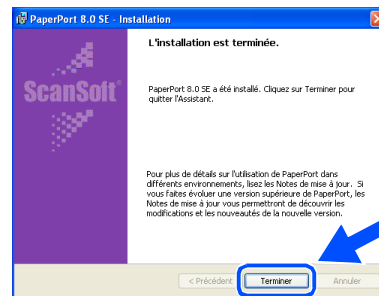 PaperPort 8.0 SE - Installation
L'installation est terminée.
ScanSoft®
PaperPort 8.0 SE a été installé. Cliquez sur Terminer pour
quitter l'Assistant.
Pour plus de détails sur l'utilisation de PaperPort dans
différents environnements, lisez les Notes de mise à jour. Si
vous faites évoluer une version supérieure de PaperPort, les
Notes de mise à jour vous permettront de découvrir les
modifications et les nouveautés de la nouvelle version.
< Précédent
Terminer
Annuler